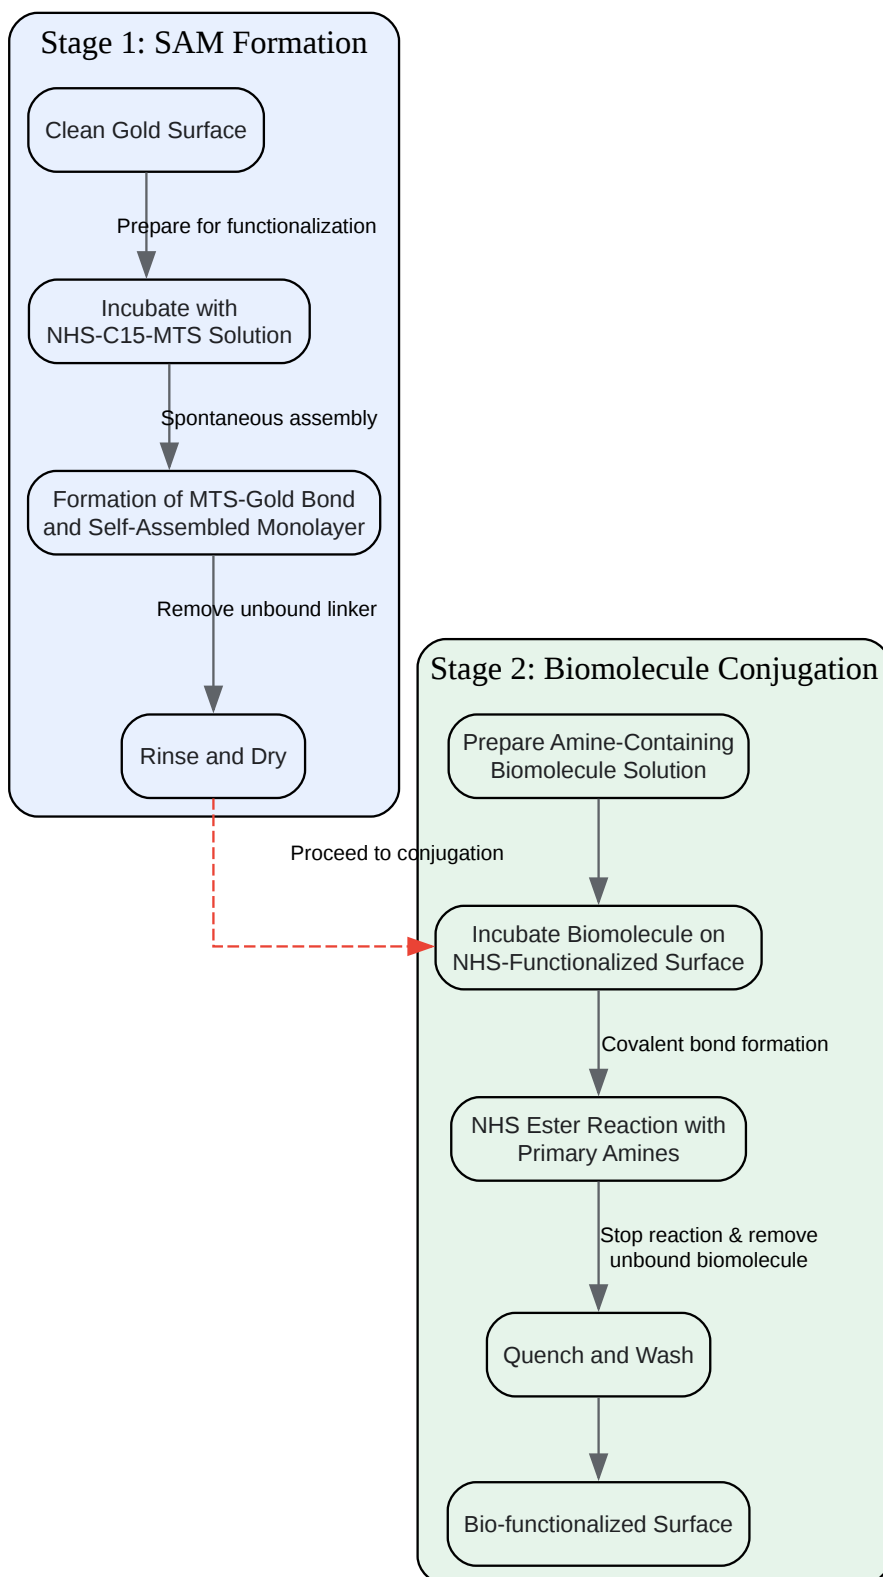 Stage 1: SAM Formation
Clean Gold Surface
Prepare for functionalization
Incubate with
NHS-C15-MTS Solution
Spontaneous assembly
Formation of MTS-Gold Bond
and Self-Assembled Monolayer
Remove unbound linker
Rinse and Dry
Proceed to conjugation
Stage 2: Biomolecule Conjugation
Prepare Amine-Containing
Biomolecule Solution
Incubate Biomolecule on
NHS-Functionalized Surface
Covalent bond formation
NHS Ester Reaction with
Primary Amines
Stop reaction & remove
unbound biomolecule
Quench and Wash
Bio-functionalized Surface